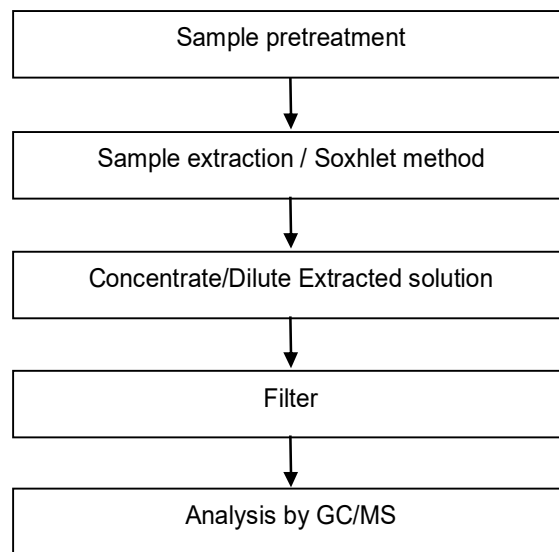 Sample pretreatment
Sample extraction / Soxhlet method
Concentrate/Dilute Extracted solution
Filter
Analysis by GC/MS